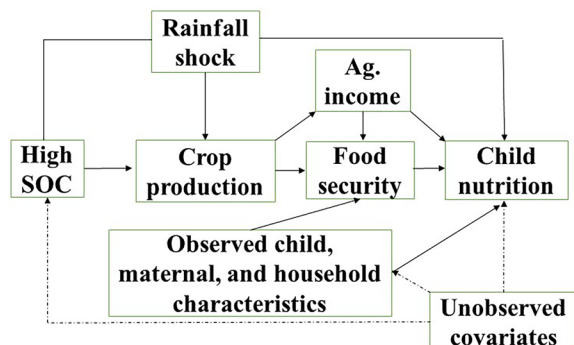 Rainfall
shock
Ag.
income
High
SOC
Crop
production
Food
security
Child
nutrition
Observed child,
maternal, and household
characteristics
Unobserved
covariates